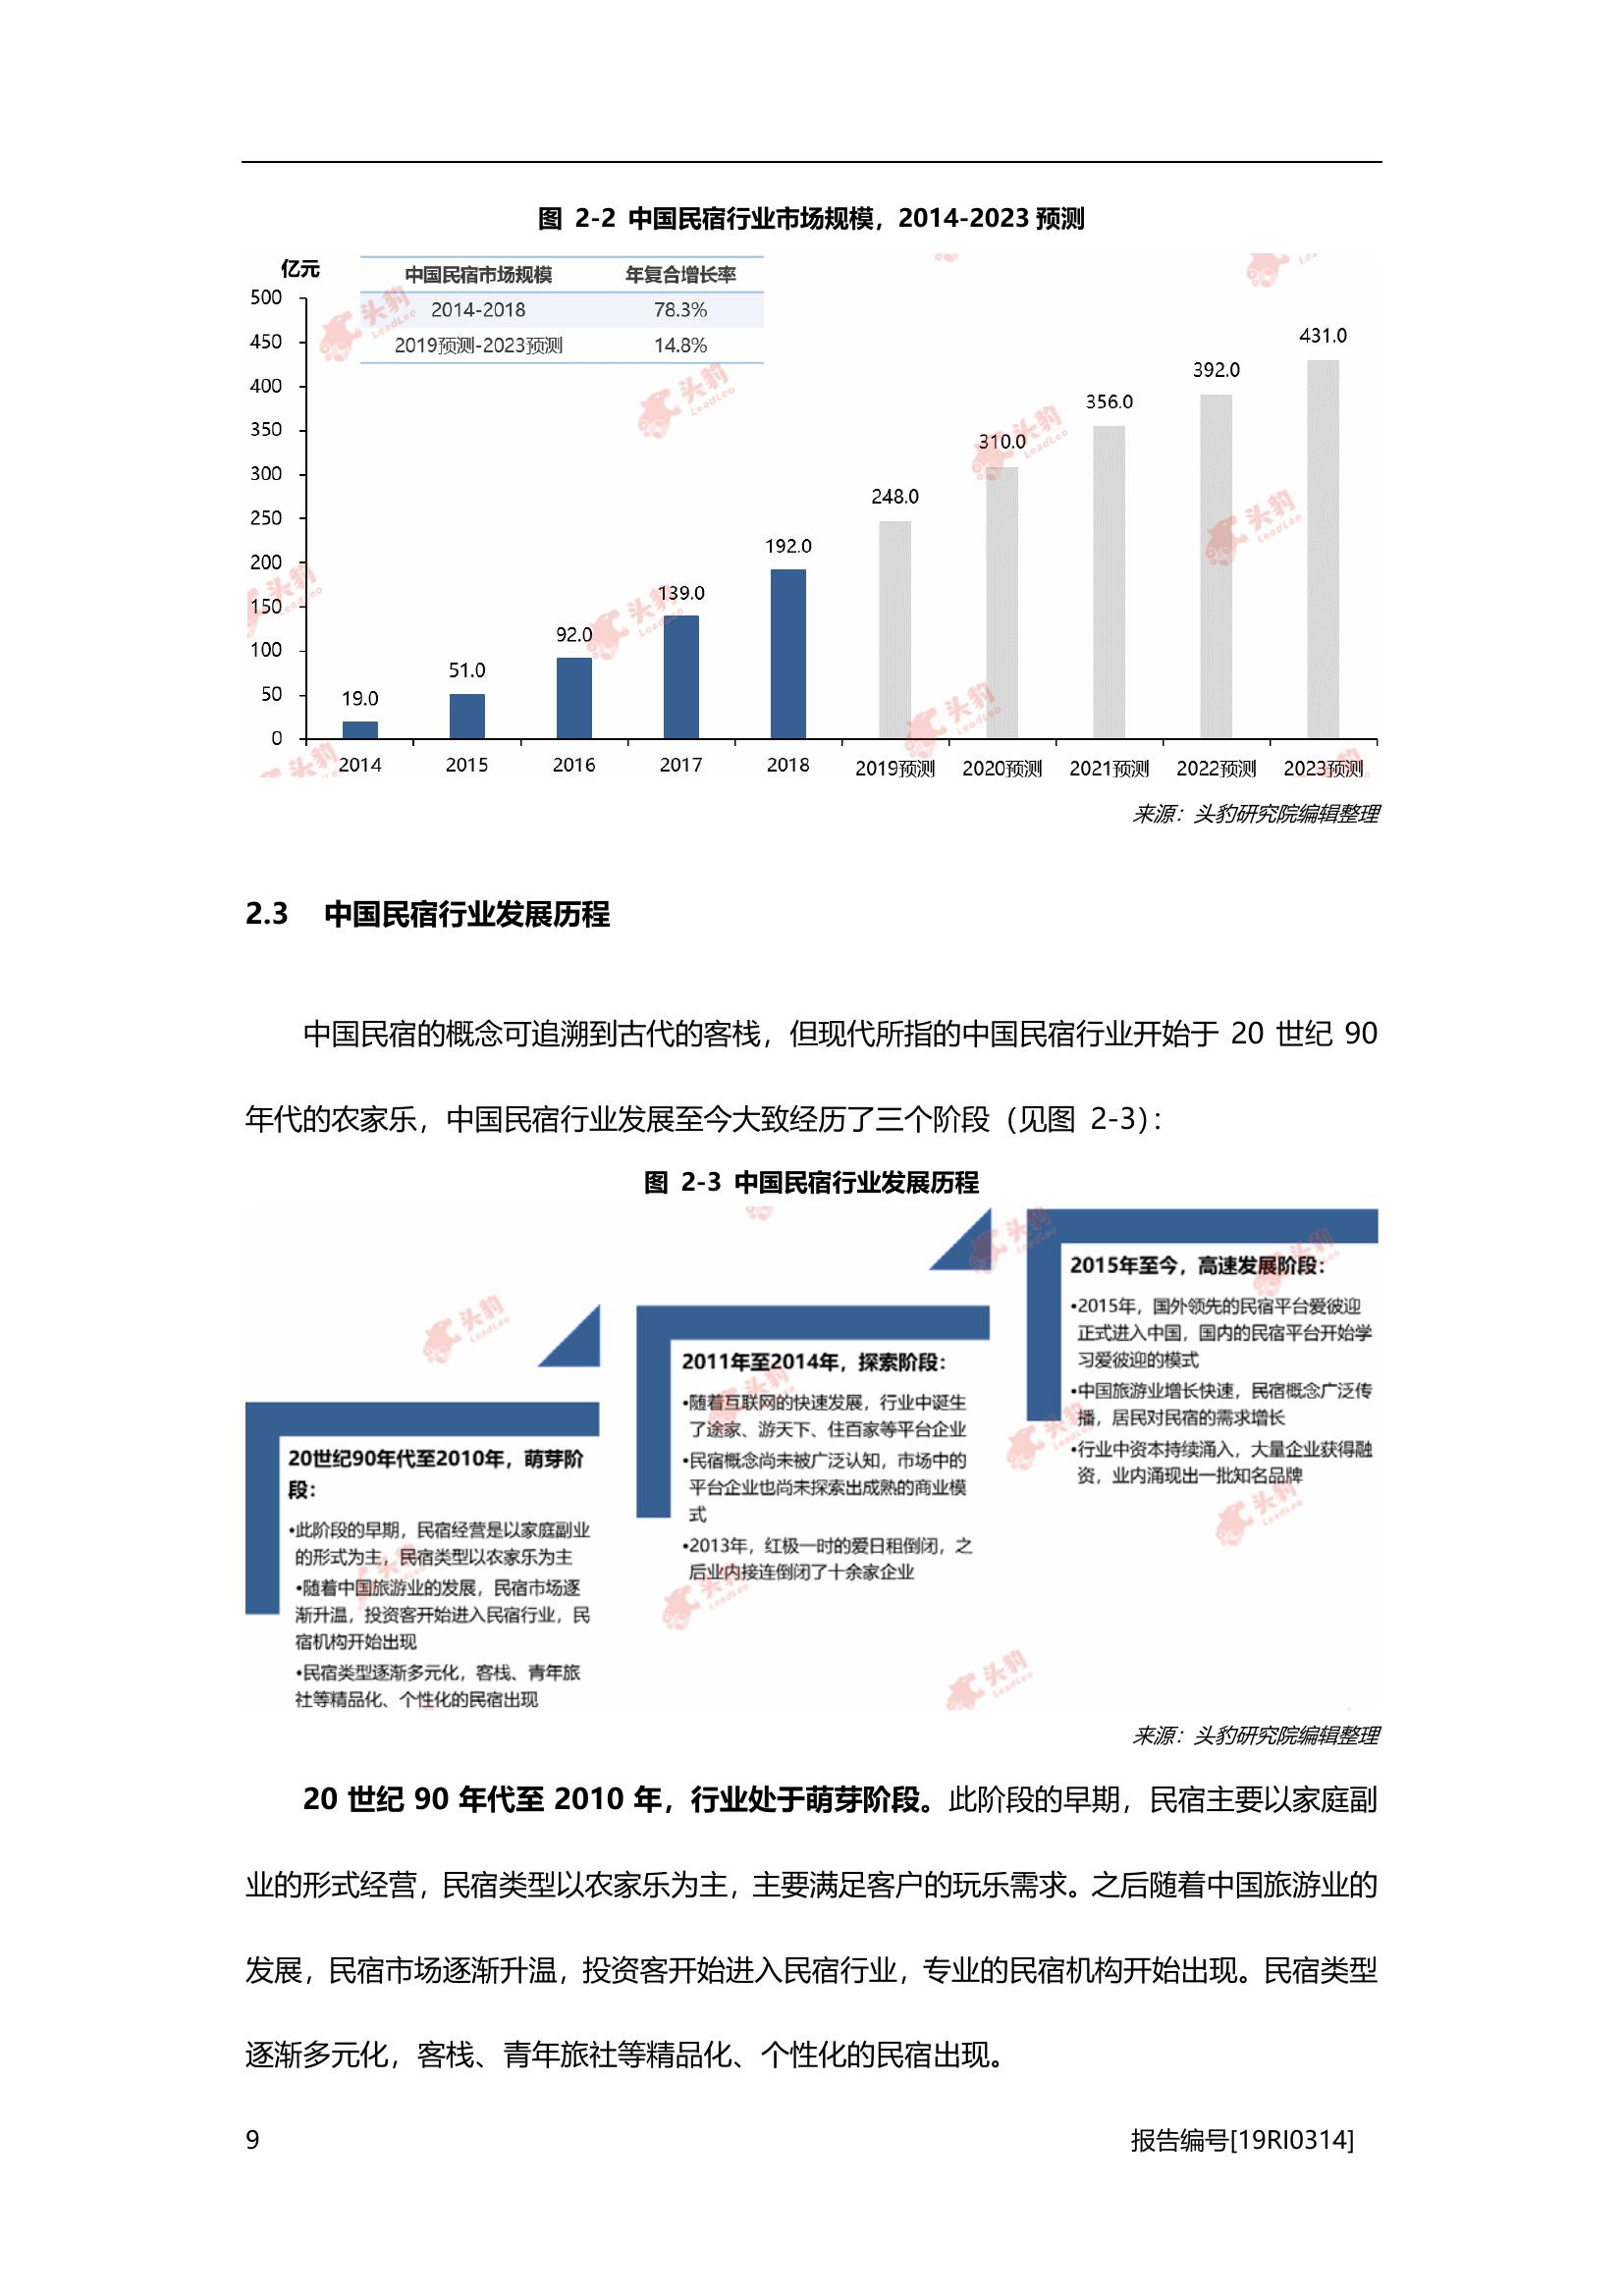 图 2-2 中国民宿行业市场规模，2014-2023 预测
亿元
中国民宿市场规模 年复合增长率
2014-2018 78.3%
2019预测-2023预测 14.8%
500
450
400
350
300
250
200
150
100
50
0
19.0
51.0
92.0
139.0
192.0
248.0
310.0
356.0
392.0
431.0
2014 2015 2016 2017 2018 2019预测 2020预测 2021预测 2022预测 2023预测
头豹
LeadLeo
来源：头豹研究院编辑整理
2.3 中国民宿行业发展历程
中国民宿的概念可追溯到古代的客栈，但现代所指的中国民宿行业开始于 20 世纪 90
年代的农家乐，中国民宿行业发展至今大致经历了三个阶段（见图 2-3）：
图 2-3 中国民宿行业发展历程
20世纪90年代至2010年，萌芽阶
段：
•此阶段的早期，民宿经营是以家庭副业
的形式为主，民宿类型以农家乐为主
•随着中国旅游业的发展，民宿市场逐
渐升温，投资客开始进入民宿行业，民
宿机构开始出现
•民宿类型逐渐多元化，客栈、青年旅
社等精品化、个性化的民宿出现
2011年至2014年，探索阶段：
•随着互联网的快速发展，行业中诞生
了途家、游天下、住百家等平台企业
•民宿概念尚未被广泛认知，市场中的
平台企业也尚未探索出成熟的商业模
式
•2013年，红极一时的爱日租倒闭，之
后业内接连倒闭了十余家企业
2015年至今，高速发展阶段：
•2015年，国外领先的民宿平台爱彼迎
正式进入中国，国内的民宿平台开始学
习爱彼迎的模式
•中国旅游业增长快速，民宿概念广泛传
播，居民对民宿的需求增长
•行业中资本持续涌入，大量企业获得融
资，业内涌现出一批知名品牌
来源：头豹研究院编辑整理
20 世纪 90 年代至 2010 年，行业处于萌芽阶段。此阶段的早期，民宿主要以家庭副
业的形式经营，民宿类型以农家乐为主，主要满足客户的玩乐需求。之后随着中国旅游业的
发展，民宿市场逐渐升温，投资客开始进入民宿行业，专业的民宿机构开始出现。民宿类型
逐渐多元化，客栈、青年旅社等精品化、个性化的民宿出现。
9 报告编号[19RI0314]